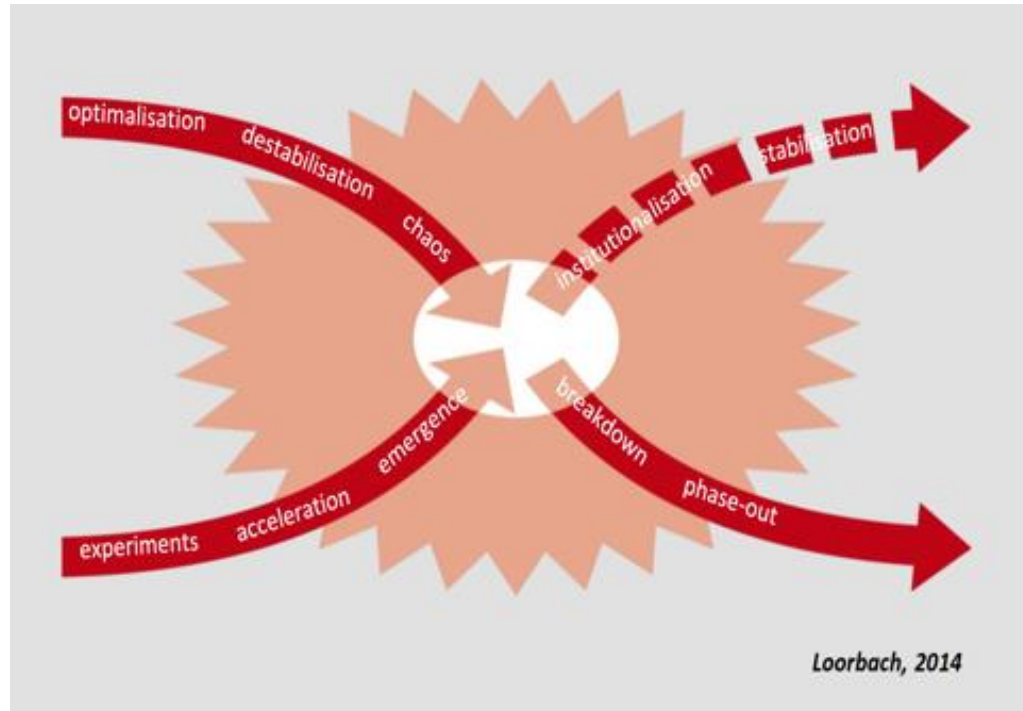 optimalisation
destabilisation
chaos
experiments
acceleration
emergence
institutionalisation
stabilisation
breakdown
phase-out
Loorbach, 2014